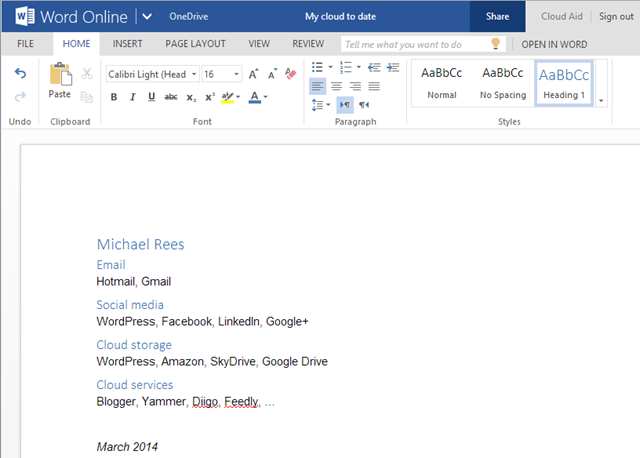 Word Online OneDrive My cloud to date Share Cloud Aid Sign out
FILE HOME INSERT PAGE LAYOUT VIEW REVIEW Tell me what you want to do OPEN IN WORD
Calibri Light (Head 16 A A AaBbCc AaBbCc AaBbCc
Paste B I U abc x₂ x² A Normal No Spacing Heading 1
Undo Clipboard Font Paragraph Styles
Michael Rees
Email
Hotmail, Gmail
Social media
WordPress, Facebook, LinkedIn, Google+
Cloud storage
WordPress, Amazon, SkyDrive, Google Drive
Cloud services
Blogger, Yammer, Diigo, Feedly, ...
March 2014